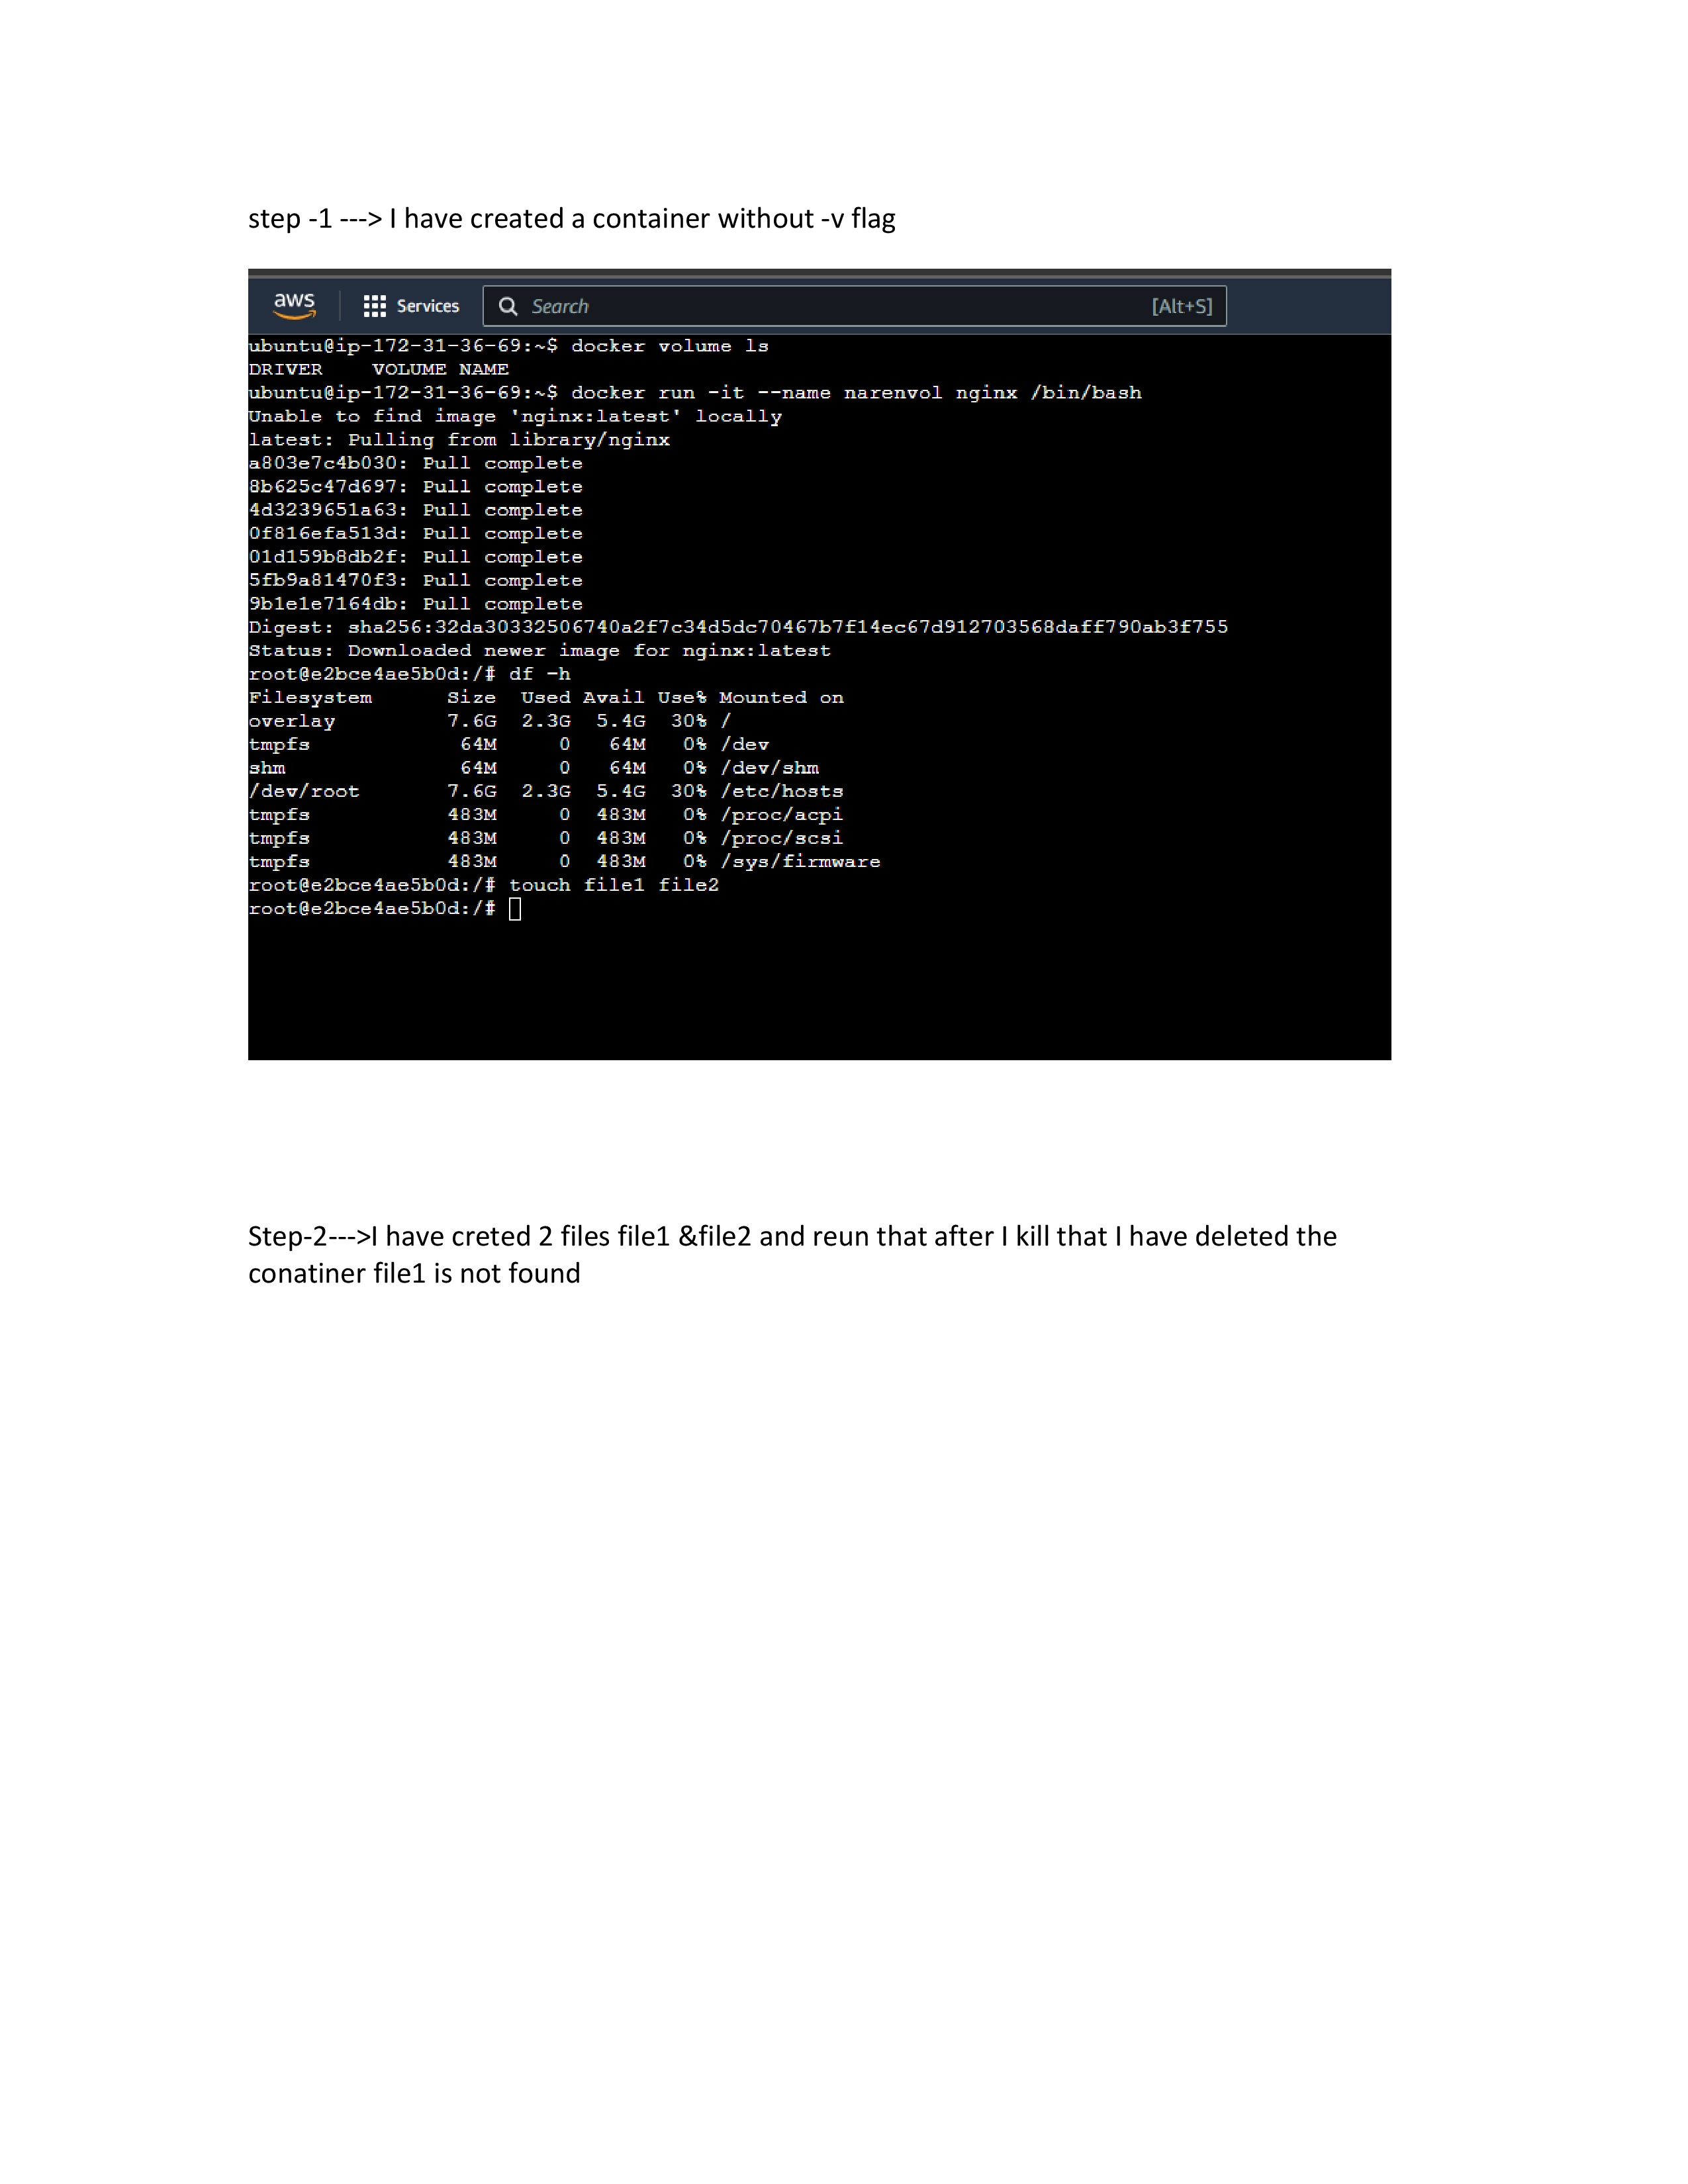 step -1 ---> I have created a container without -v flag
aws Services Search [Alt+S]
ubuntu@ip-172-31-36-69:~$ docker volume ls
DRIVER    VOLUME NAME
ubuntu@ip-172-31-36-69:~$ docker run -it --name narenvol nginx /bin/bash
Unable to find image 'nginx:latest' locally
latest: Pulling from library/nginx
a803e7c4b030: Pull complete
8b625c47d697: Pull complete
4d3239651a63: Pull complete
0f816efa513d: Pull complete
01d159b8db2f: Pull complete
5fb9a81470f3: Pull complete
9b1e1e7164db: Pull complete
Digest: sha256:32da30332506740a2f7c34d5dc70467b7f14ec67d912703568daff790ab3f755
Status: Downloaded newer image for nginx:latest
root@e2bce4ae5b0d:/# df -h
Filesystem      Size  Used Avail Use% Mounted on
overlay         7.6G  2.3G  5.4G  30% /
tmpfs            64M     0   64M   0% /dev
shm              64M     0   64M   0% /dev/shm
/dev/root       7.6G  2.3G  5.4G  30% /etc/hosts
tmpfs           483M     0  483M   0% /proc/acpi
tmpfs           483M     0  483M   0% /proc/scsi
tmpfs           483M     0  483M   0% /sys/firmware
root@e2bce4ae5b0d:/# touch file1 file2
root@e2bce4ae5b0d:/#
Step-2--->I have creted 2 files file1 &file2 and reun that after I kill that I have deleted the
conatiner file1 is not found